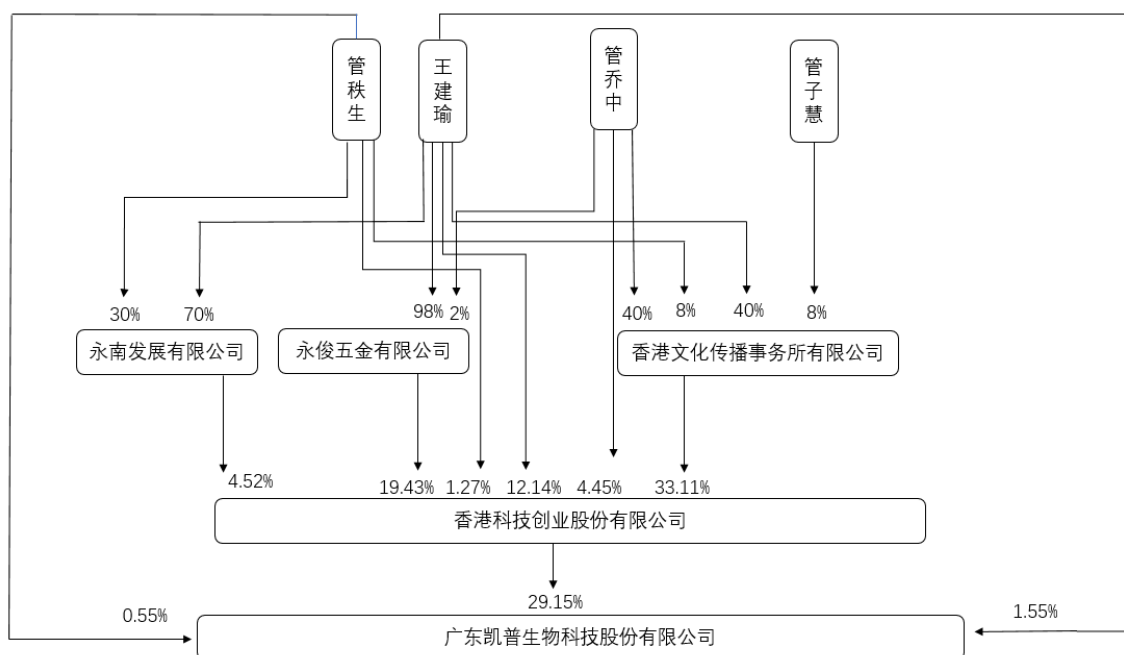 管秩生
王建瑜
管乔中
管子慧
30%
70%
98%
2%
40%
8%
40%
8%
永南发展有限公司
永俊五金有限公司
香港文化传播事务所有限公司
4.52%
19.43%
1.27%
12.14%
4.45%
33.11%
香港科技创业股份有限公司
29.15%
0.55%
1.55%
广东凯普生物科技股份有限公司